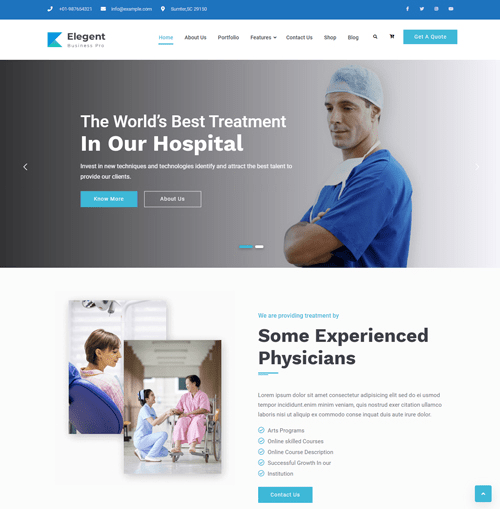 +01-987654321 info@example.com Sumter,SC 29150
Elegent
Business Pro
Home About Us Portfolio Features Contact Us Shop Blog Get A Quote
The World's Best Treatment
In Our Hospital
Invest in new techniques and technologies identify and attract the best talent to
provide our clients.
Know More About Us
We are providing treatment by
Some Experienced
Physicians
Lorem ipsum dolor sit amet consectetur adipisicing elit sed do ei usmod
tempor incididunt enim minim veniam, quis nostrud exer citation ullamco
laboris nisi ut aliquip ex commodo conse inquat duis aute irure dolor.
Arts Programs
Online skilled Courses
Online Course Description
Successful Growth In our
Institution
Contact Us